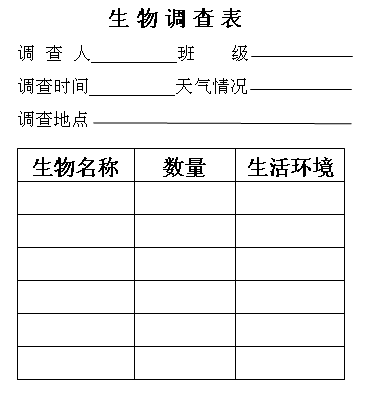 生物调查表
调查人 班级
调查时间 天气情况
调查地点
生物名称 数量 生活环境